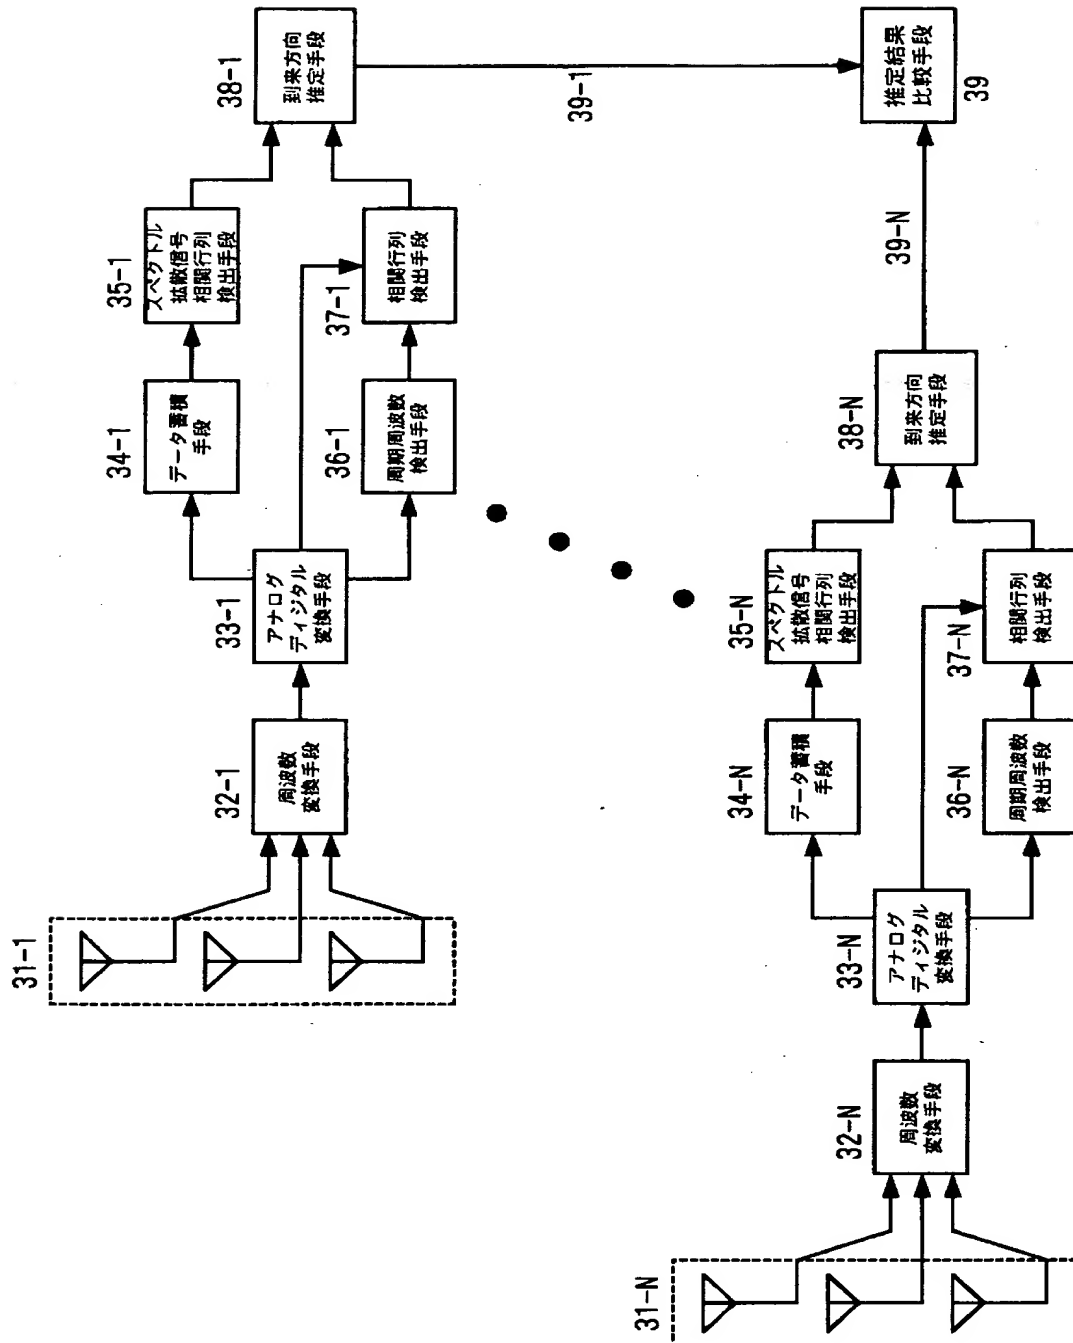 31-1
32-1
周波数
変換手段
33-1
アナログ
ディジタル
変換手段
34-1
データ蓄積
手段
35-1
スペクトル
拡散信号
相関行列
検出手段
36-1
周期周波数
検出手段
37-1
相関行列
検出手段
38-1
到来方向
推定手段
39-1
31-N
32-N
周波数
変換手段
33-N
アナログ
ディジタル
変換手段
34-N
データ蓄積
手段
35-N
スペクトル
拡散信号
相関行列
検出手段
36-N
周期周波数
検出手段
37-N
相関行列
検出手段
38-N
到来方向
推定手段
39-N
推定結果
比較手段
39